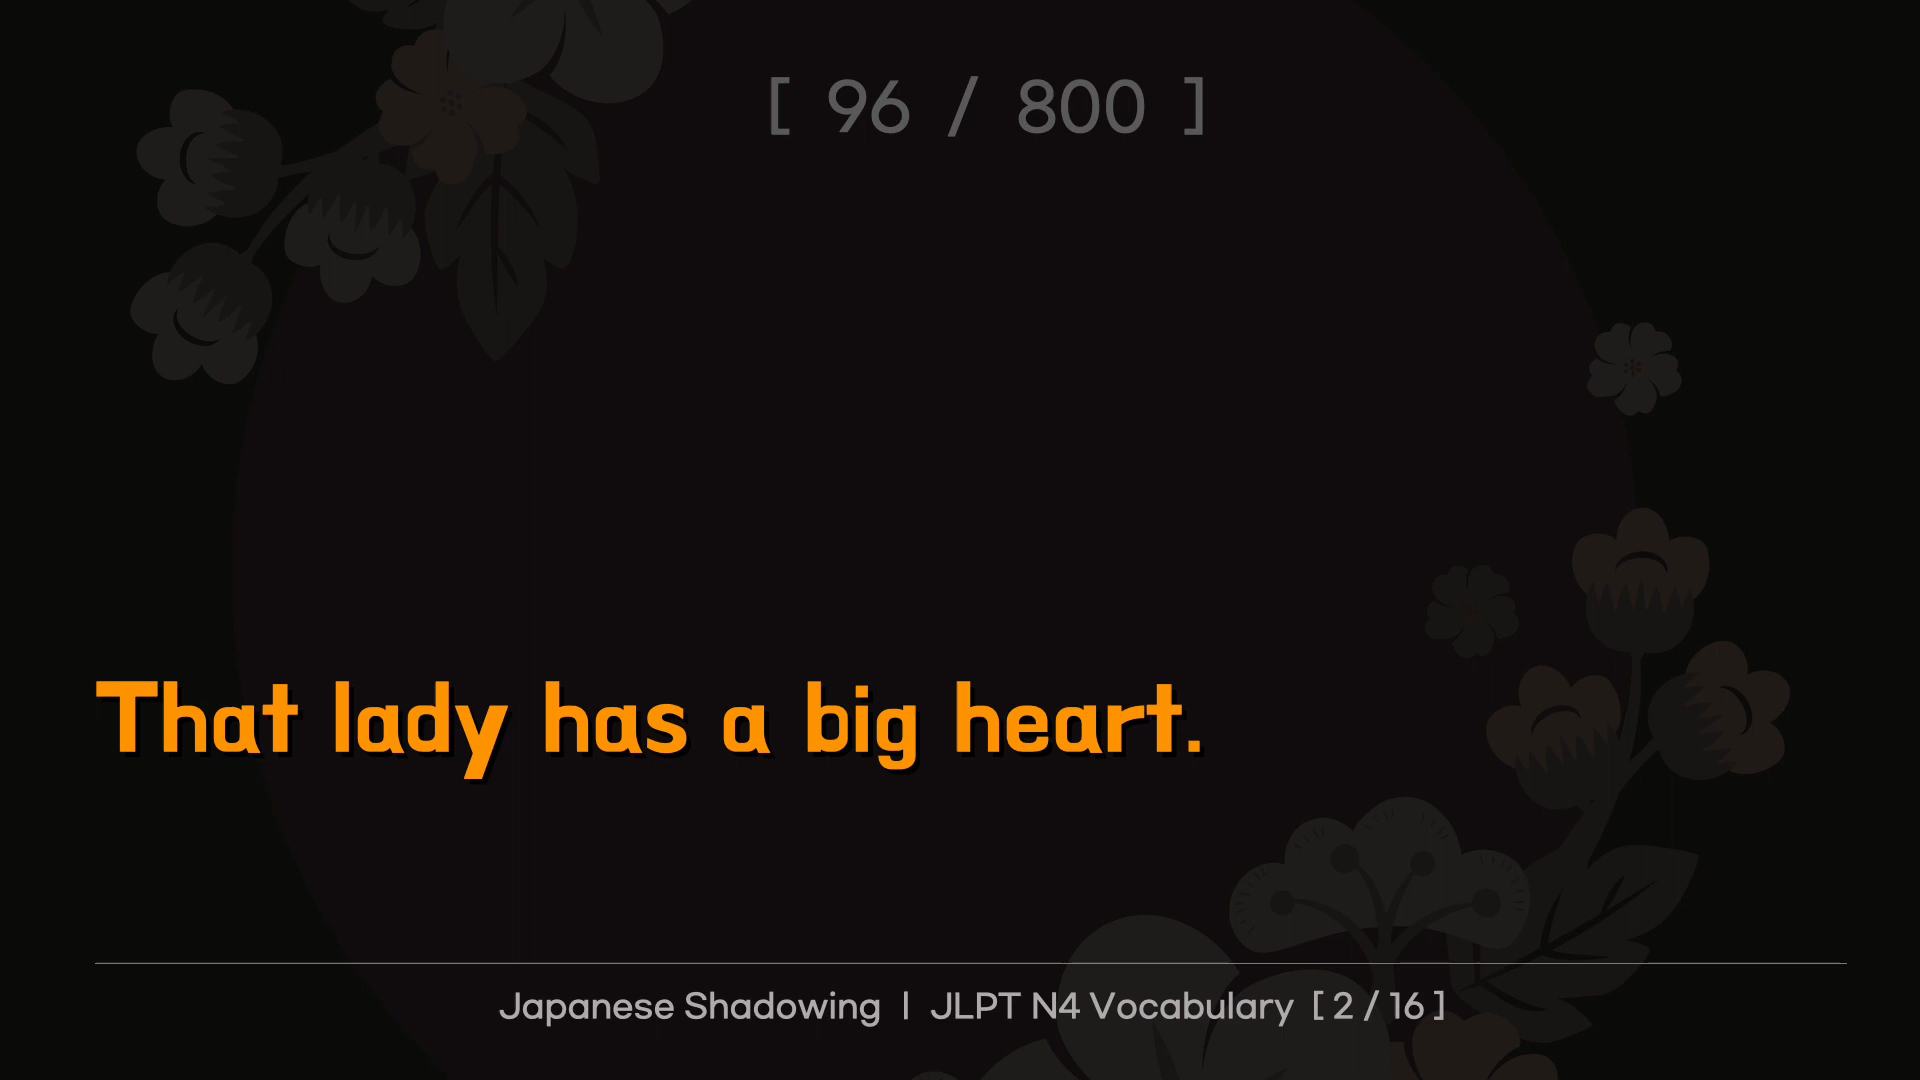 [ 96 / 800 ]
That lady has a big heart.
Japanese Shadowing | JLPT N4 Vocabulary [ 2 / 16 ]